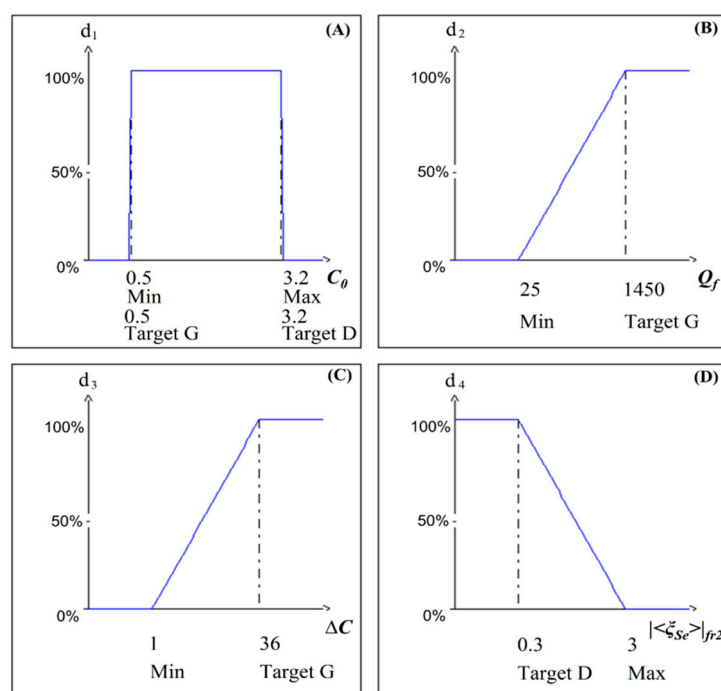 (A)
d1
100%
50%
0%
0.5 3.2 C0
Min Max
0.5 3.2
Target G Target D
(B)
d2
100%
50%
0%
25 1450 Qf
Min Target G
(C)
d3
100%
50%
0%
1 36 ΔC
Min Target G
(D)
d4
100%
50%
0%
0.3 3 |<ξSe>|fr2
Target D Max